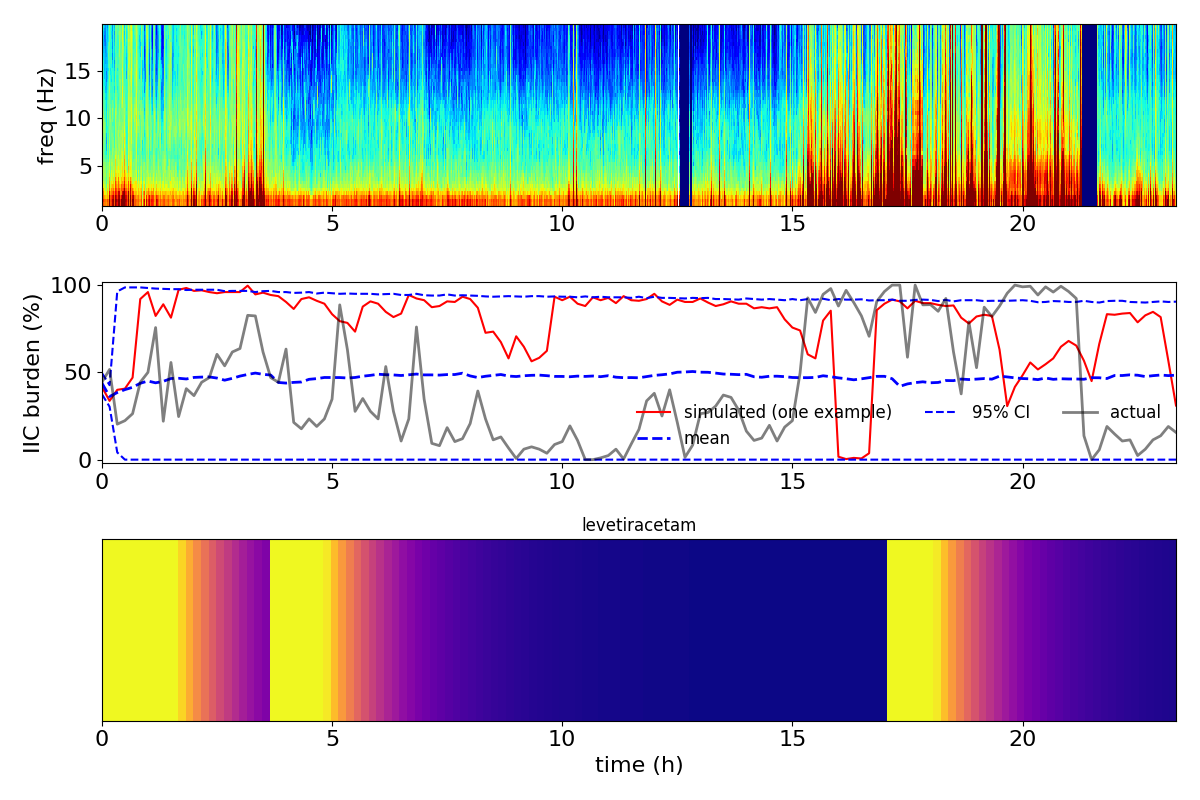 freq (Hz)
15
10
5
0 5 10 15 20
IIC burden (%)
100
50
0
simulated (one example)
mean
95% CI
actual
0 5 10 15 20
levetiracetam
0 5 10 15 20
time (h)